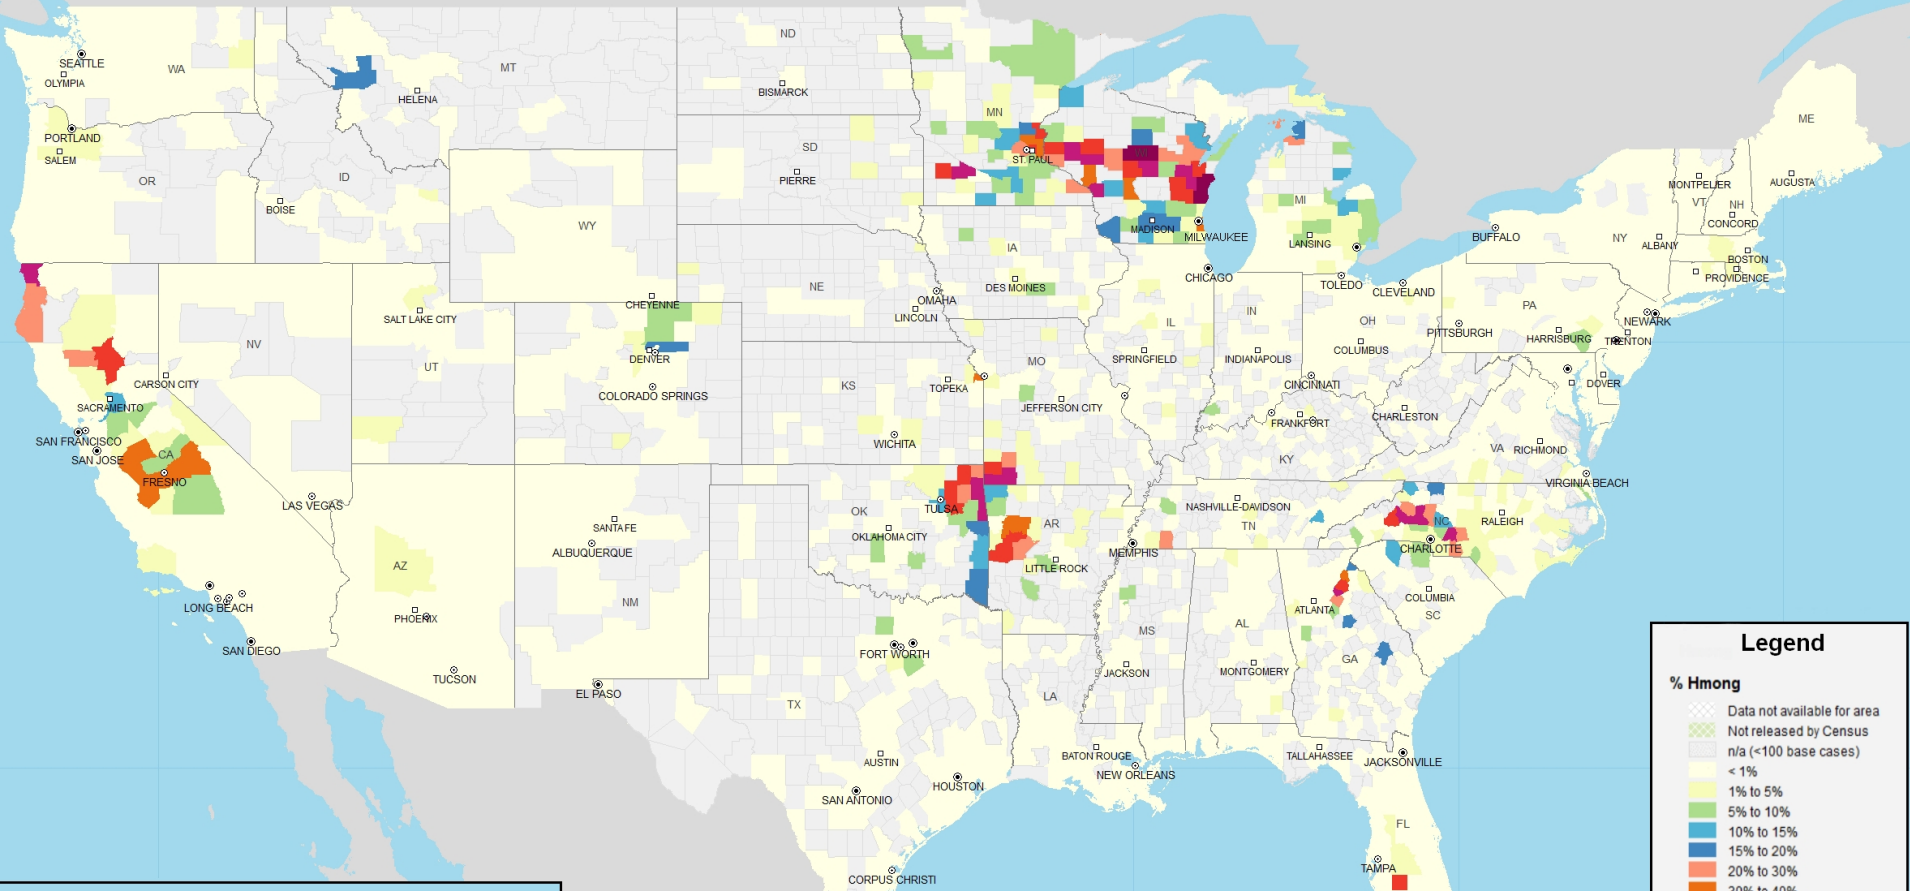 ND
SEATTLE
WA
MT
OLYMPIA
BISMARCK
HELENA
MN
ME
PORTLAND
SD
ST. PAUL
WI
SALEM
PIERRE
OR
ID
MONTPELIER
AUGUSTA
BOISE
MI
VT
NH
WY
CONCORD
MADISON
MILWAUKEE
BUFFALO
NY
ALBANY
IA
LANSING
BOSTON
CHICAGO
PROVIDENCE
NE
DES MOINES
TOLEDO
CLEVELAND
CHEYENNE
OMAHA
PA
SALT LAKE CITY
LINCOLN
IL
IN
OH
NEWARK
PITTSBURGH
NV
HARRISBURG
TRENTON
DENVER
MO
SPRINGFIELD
INDIANAPOLIS
COLUMBUS
UT
CARSON CITY
KS
TOPEKA
CINCINNATI
DOVER
COLORADO SPRINGS
SACRAMENTO
JEFFERSON CITY
CHARLESTON
FRANKFORT
SAN FRANCISCO
WICHITA
VA
RICHMOND
CA
SAN JOSE
KY
FRESNO
VIRGINIA BEACH
LAS VEGAS
TULSA
NASHVILLE-DAVIDSON
OK
SANTA FE
AR
TN
NC
RALEIGH
OKLAHOMA CITY
ALBUQUERQUE
MEMPHIS
CHARLOTTE
AZ
LITTLE ROCK
NM
LONG BEACH
ATLANTA
COLUMBIA
PHOENIX
SC
AL
MS
SAN DIEGO
FORT WORTH
GA
TUCSON
JACKSON
MONTGOMERY
EL PASO
LA
TX
BATON ROUGE
TALLAHASSEE
AUSTIN
JACKSONVILLE
NEW ORLEANS
HOUSTON
SAN ANTONIO
FL
TAMPA
CORPUS CHRISTI
Legend
% Hmong
Data not available for area
Not released by Census
n/a (<100 base cases)
< 1%
1% to 5%
5% to 10%
10% to 15%
15% to 20%
20% to 30%
30% to 40%